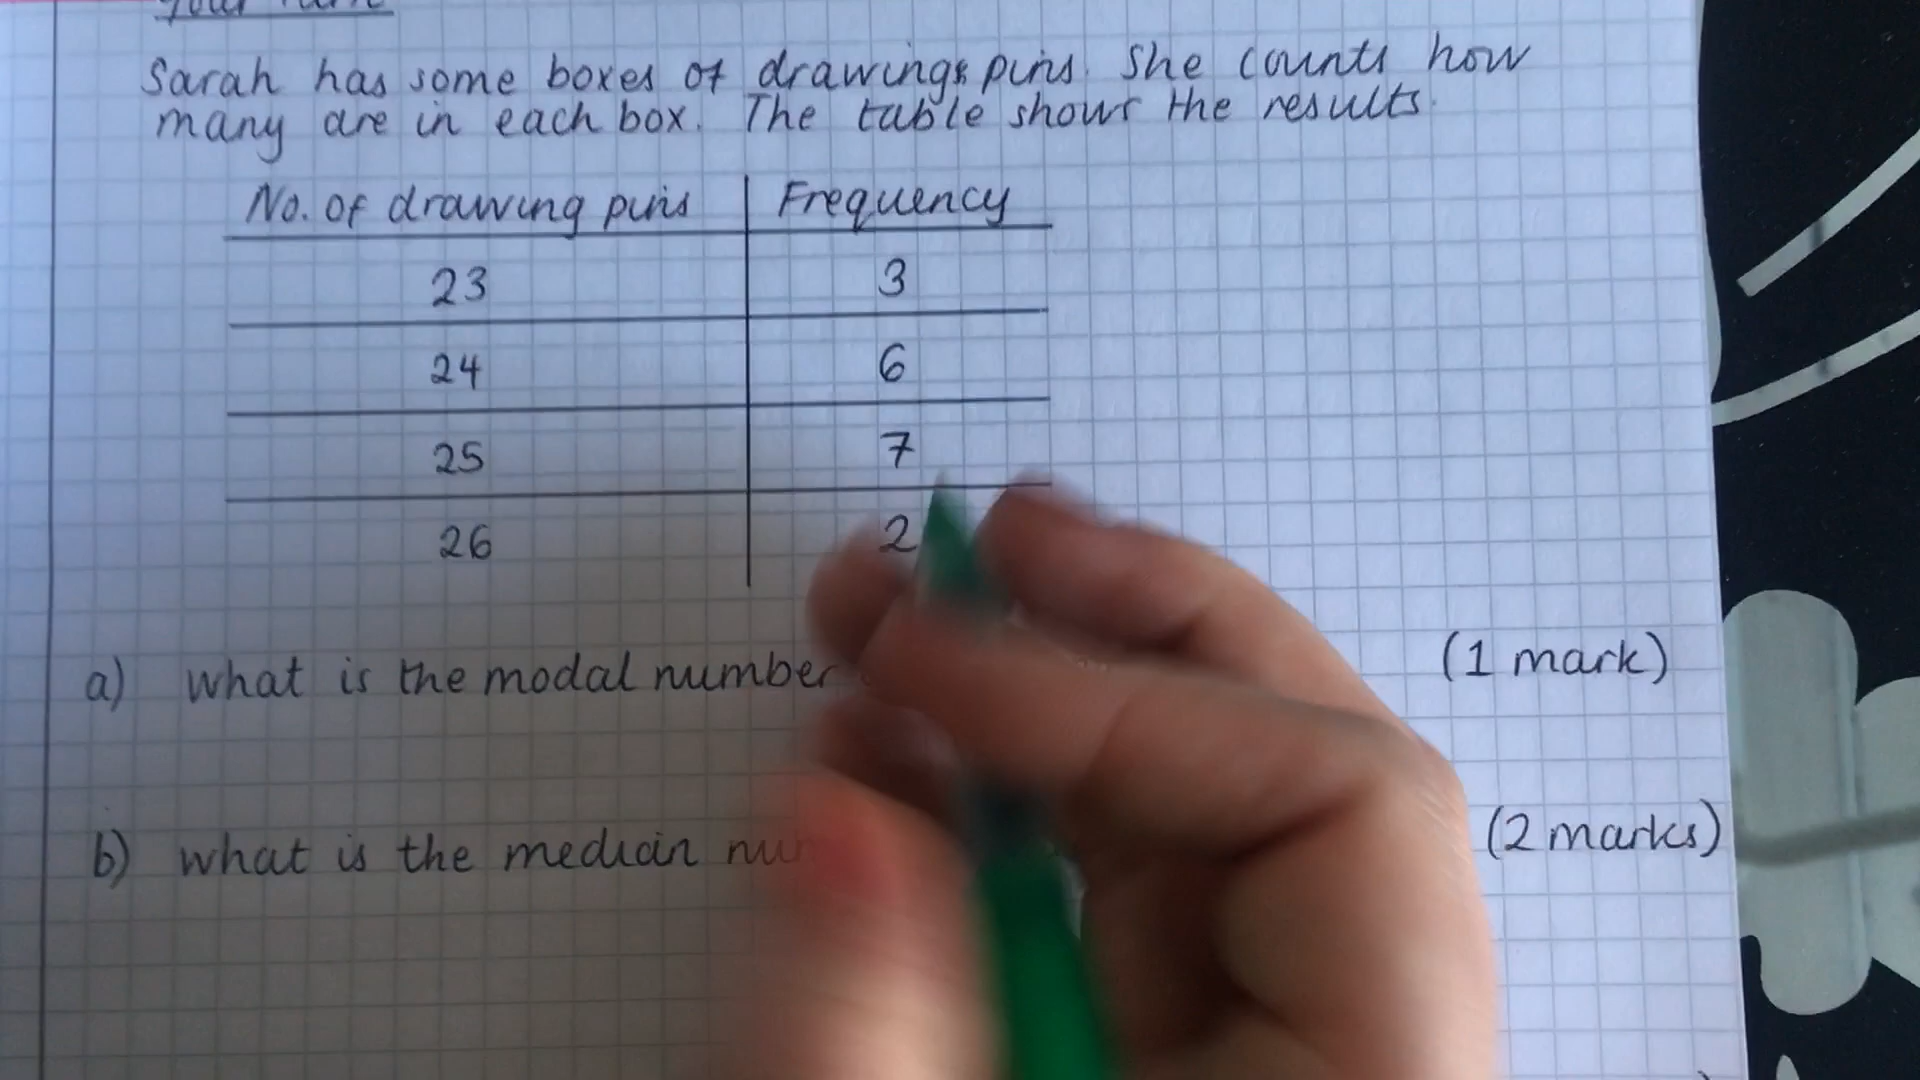 Sarah has some boxes of drawings pins. She counts how
many are in each box. The table shows the results.
No. of drawing pins Frequency
23 3
24 6
25 7
26 2
a) what is the modal number (1 mark)
b) what is the median (2 marks)